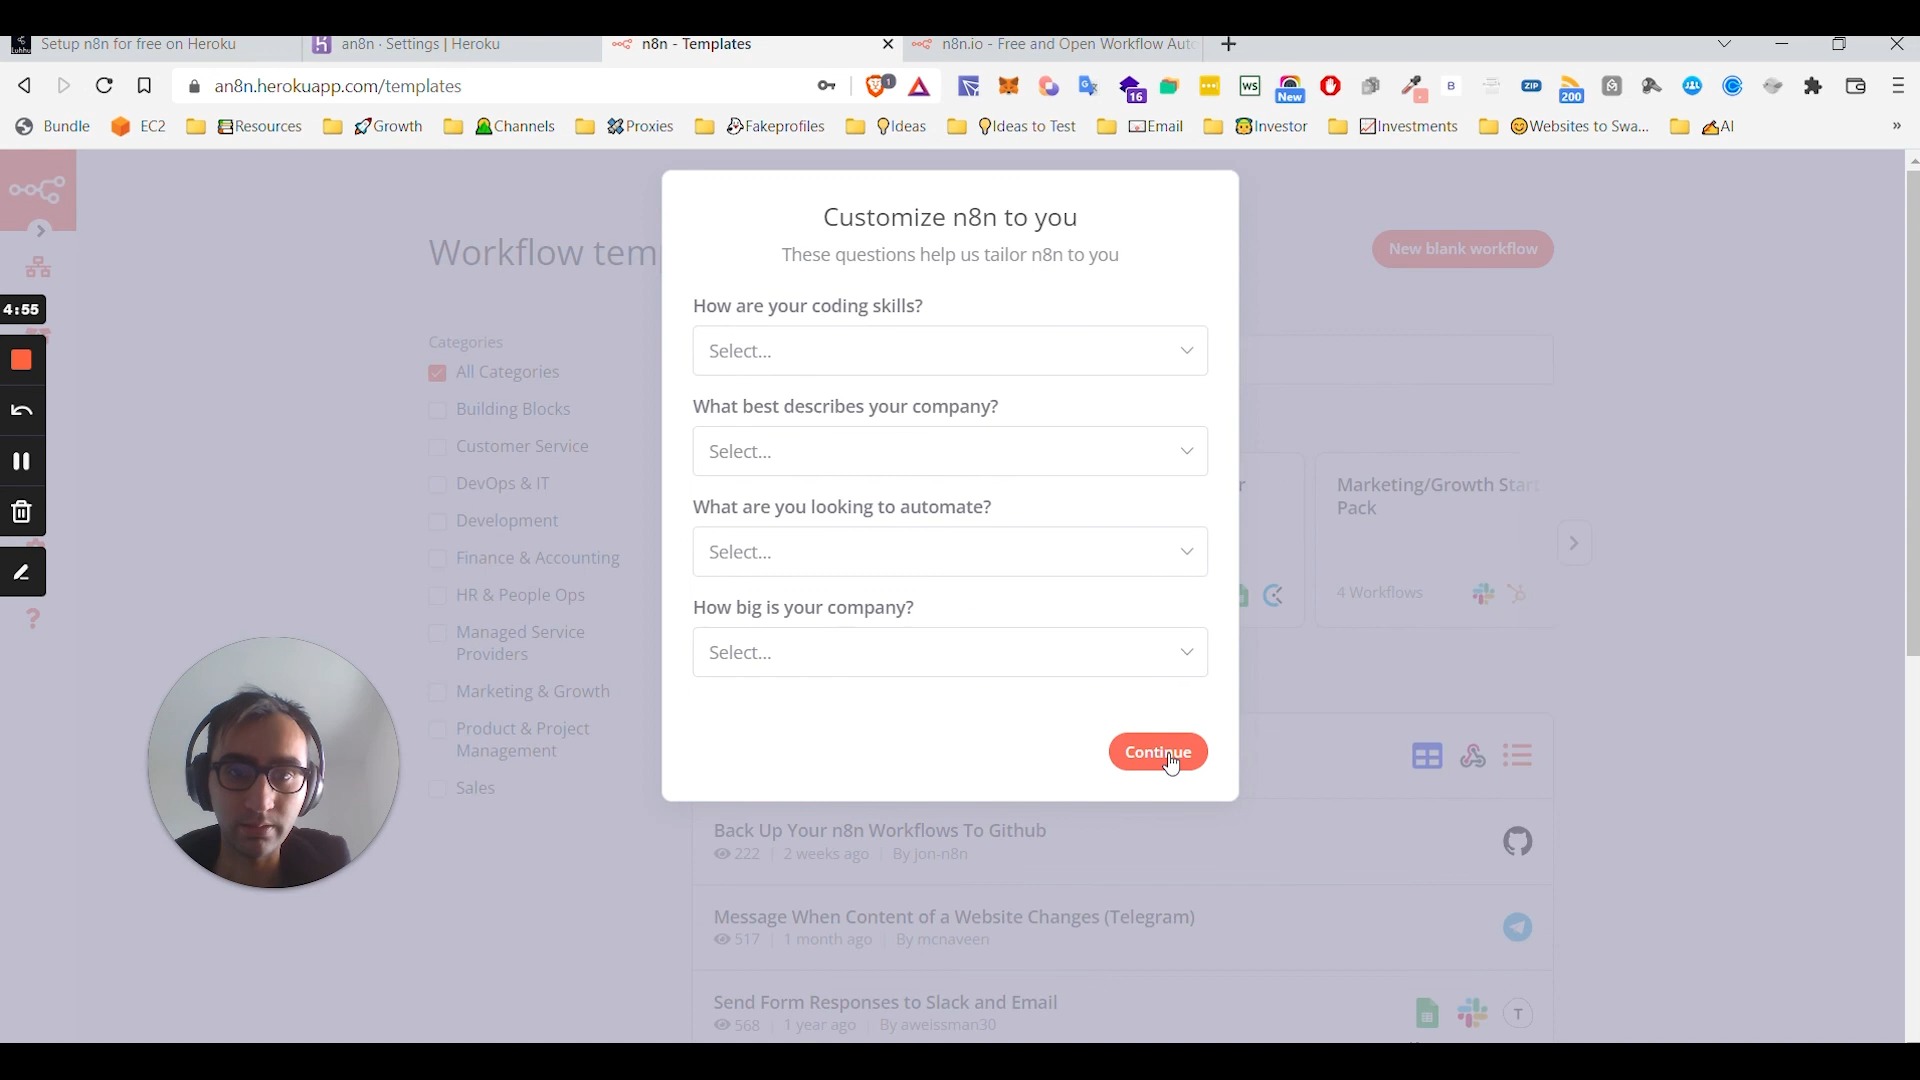 Setup n8n for free on Heroku
an8n · Settings | Heroku
n8n - Templates
n8n.io - Free and Open Workflow Auto
an8n.herokuapp.com/templates
1
16
WS
New
B
ZIP
200
Bundle
EC2
Resources
Growth
Channels
Proxies
Fakeprofiles
Ideas
Ideas to Test
Email
Investor
Investments
Websites to Swa...
AI
»
Workflow tem
New blank workflow
4:55
Categories
All Categories
Building Blocks
Customer Service
DevOps & IT
Development
Finance & Accounting
HR & People Ops
Managed Service
Providers
Marketing & Growth
Product & Project
Management
Sales
?
Customize n8n to you
These questions help us tailor n8n to you
How are your coding skills?
Select...
What best describes your company?
Select...
What are you looking to automate?
Select...
How big is your company?
Select...
Continue
r
Marketing/Growth Start
Pack
4 Workflows
Back Up Your n8n Workflows To Github
222 | 2 weeks ago | By jon-n8n
Message When Content of a Website Changes (Telegram)
517 | 1 month ago | By mcnaveen
Send Form Responses to Slack and Email
568 | 1 year ago | By aweissman30
T